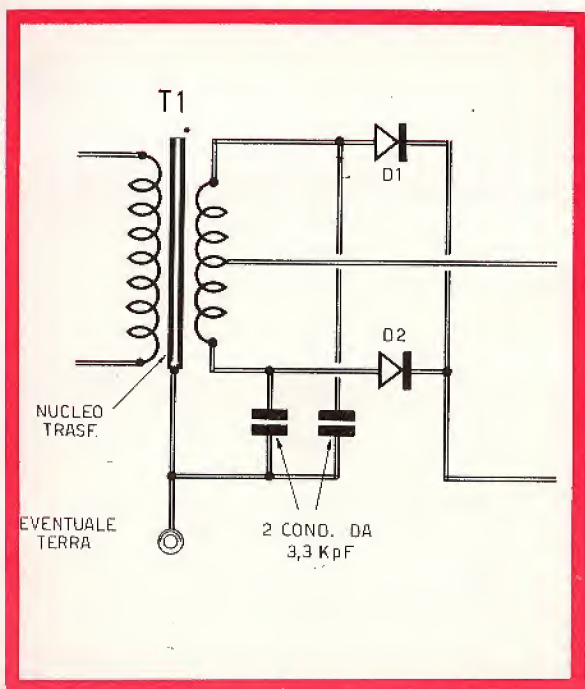 T1
D1
D2
NUCLEO
TRASF.
EVENTUALE
TERRA
2 COND. DA
3,3 KpF